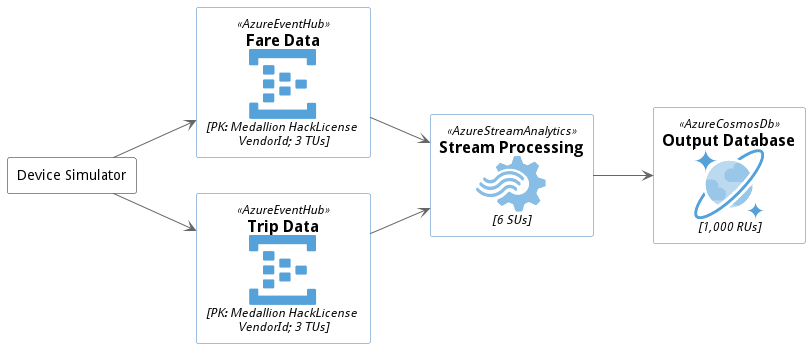 «AzureEventHub»
Fare Data
[PK: Medallion HackLicense
VendorId; 3 TUs]
Device Simulator
«AzureEventHub»
Trip Data
[PK: Medallion HackLicense
VendorId; 3 TUs]
«AzureStreamAnalytics»
Stream Processing
[6 SUs]
«AzureCosmosDb»
Output Database
[1,000 RUs]